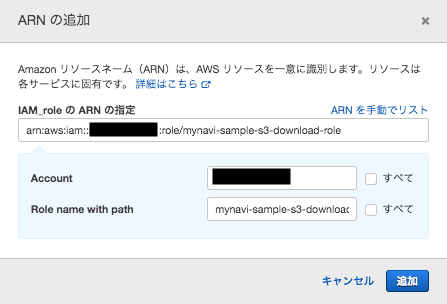 ARN の追加
Amazon リソースネーム（ARN）は、AWS リソースを一意に識別します。リソースは
各サービスに固有です。 詳細はこちら
IAM_role の ARN の指定 ARN を手動でリスト
arn:aws:iam:: :role/mynavi-sample-s3-download-role
Account すべて
Role name with path mynavi-sample-s3-downloac すべて
キャンセル 追加